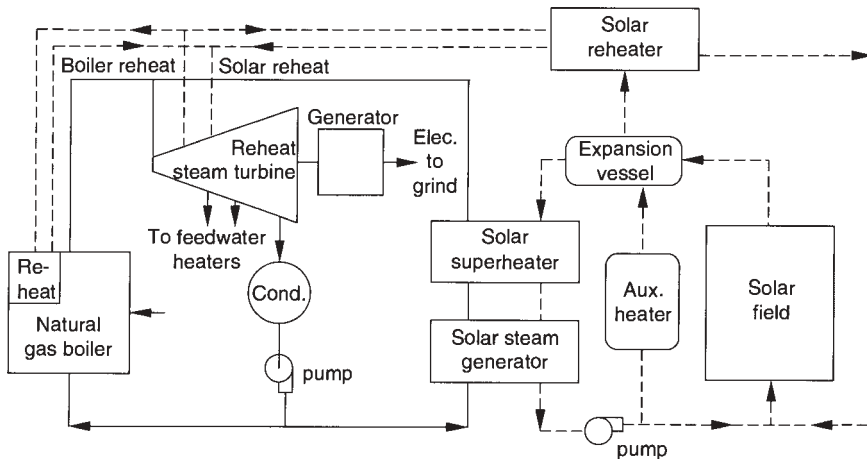 Solar
reheater
Boiler reheat
Solar reheat
Generator
Reheat
steam turbine
Elec.
to
grind
Expansion
vessel
To feedwater
heaters
Solar
superheater
Re-
heat
Natural
gas boiler
Cond.
Aux.
heater
Solar
field
Solar steam
generator
pump
pump